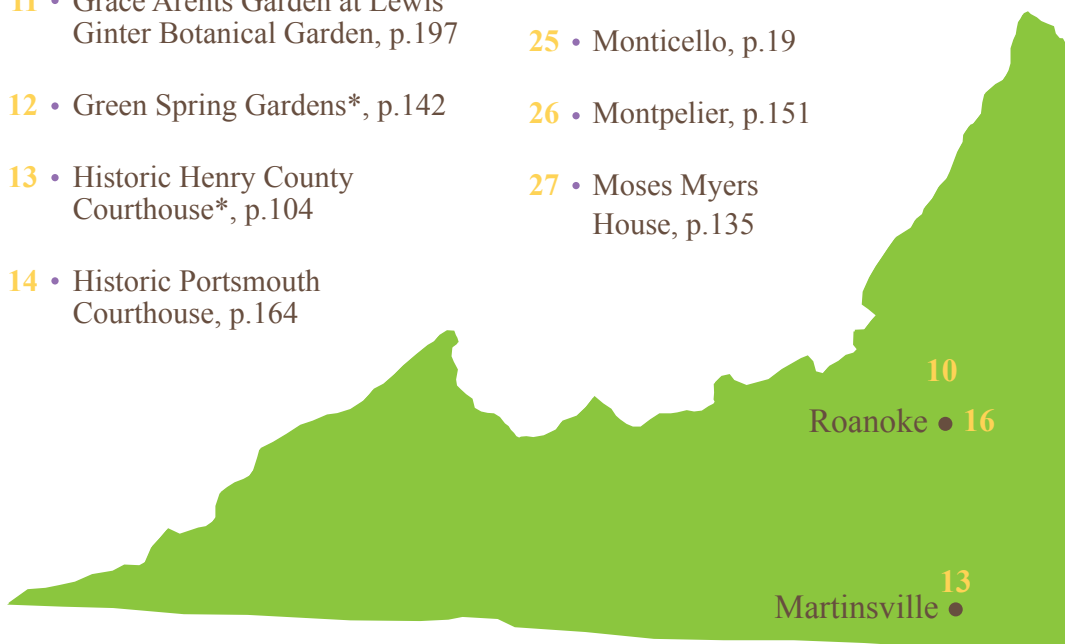 11 • Grace Arents Garden at Lewis
Ginter Botanical Garden, p.197
12 • Green Spring Gardens*, p.142
13 • Historic Henry County
Courthouse*, p.104
14 • Historic Portsmouth
Courthouse, p.164
25 • Monticello, p.19
26 • Montpelier, p.151
27 • Moses Myers
House, p.135
10
Roanoke ● 16
13
Martinsville ●